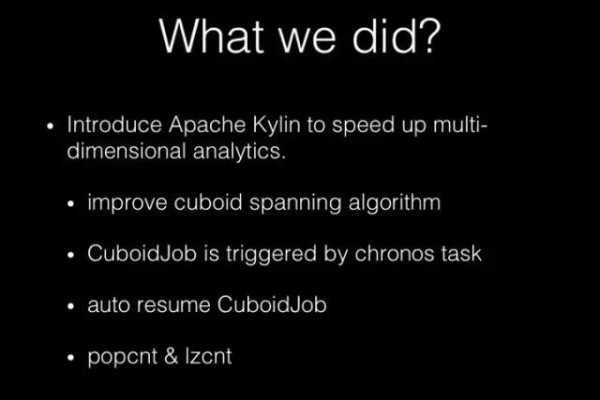 What we did?
• Introduce Apache Kylin to speed up multi-
dimensional analytics.
• improve cuboid spanning algorithm
• CuboidJob is triggered by chronos task
• auto resume CuboidJob
• popcnt & lzcnt